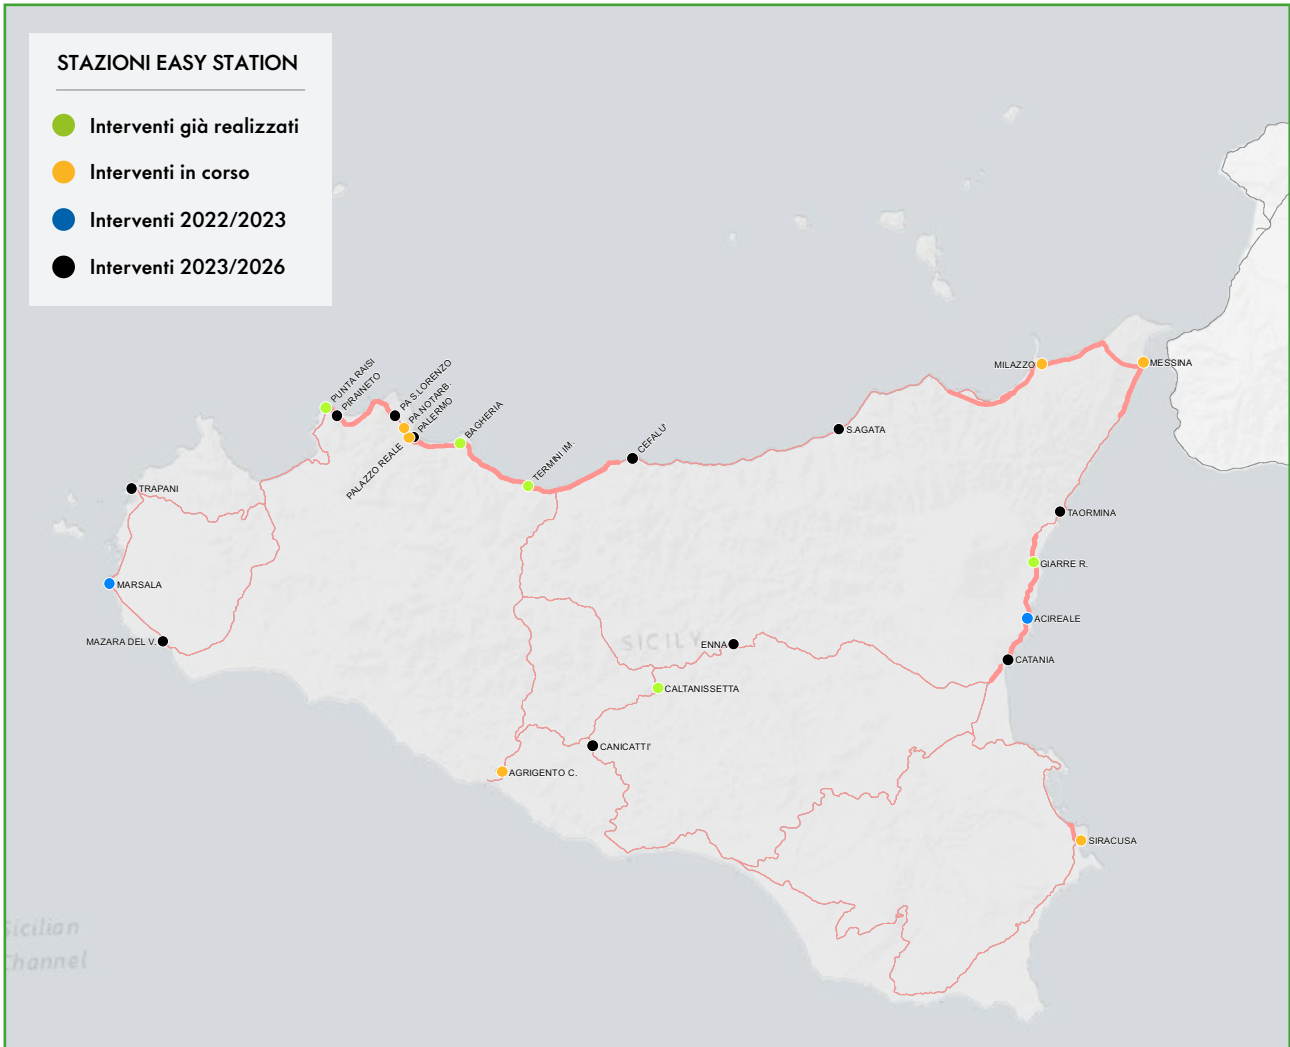 STAZIONI EASY STATION
Interventi già realizzati
Interventi in corso
Interventi 2022/2023
Interventi 2023/2026
PUNTA RAISI
PIRAINETO
PA S.LORENZO
PA NOTARB.
PALERMO
PALAZZO REALE
BAGHERIA
TERMINI IM.
CEFALU'
S.AGATA
MILAZZO
MESSINA
TRAPANI
TAORMINA
GIARRE R.
MARSALA
ACIREALE
MAZARA DEL V.
SICILY
ENNA
CATANIA
CALTANISSETTA
CANICATTI'
AGRIGENTO C.
SIRACUSA
Sicilian
Channel